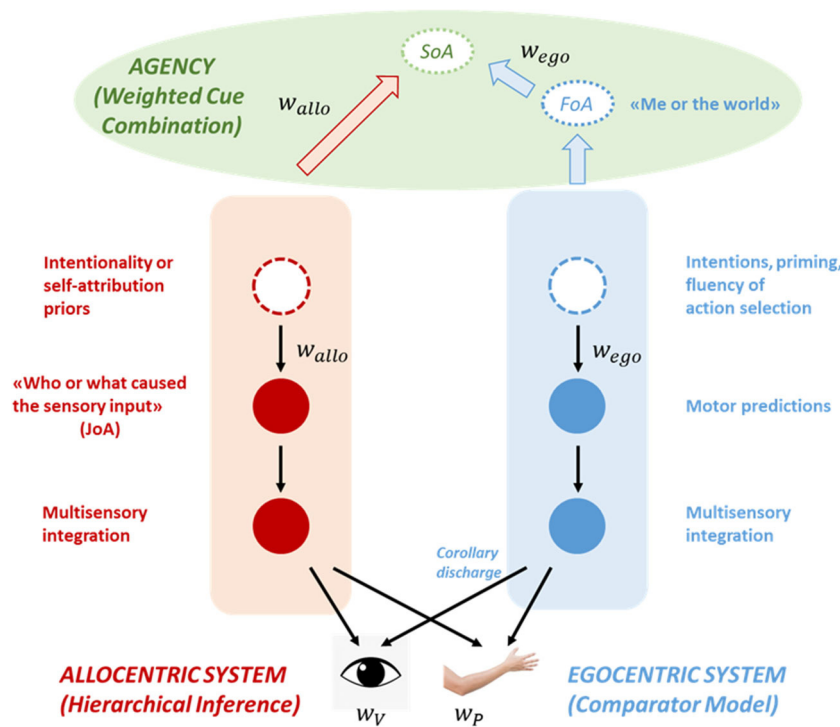 SoA
w_ego
AGENCY
(Weighted Cue
Combination)
w_allo
FoA
«Me or the world»
Intentionality or
self-attribution
priors
Intentions, priming,
fluency of
action selection
w_allo
w_ego
«Who or what caused
the sensory input»
(JoA)
Motor predictions
Multisensory
integration
Multisensory
integration
Corollary
discharge
ALLOCENTRIC SYSTEM
(Hierarchical Inference)
EGOCENTRIC SYSTEM
(Comparator Model)
w_V
w_P